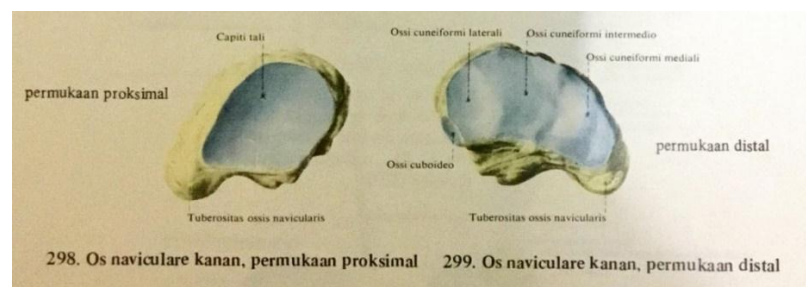 Capiti tali
permukaan proksimal
Tuberositas ossis navicularis
Ossi cuneiformi laterali
Ossi cuneiformi intermedio
Ossi cuneiformi mediali
Ossi cuboideo
permukaan distal
Tuberositas ossis navicularis
298. Os naviculare kanan, permukaan proksimal
299. Os naviculare kanan, permukaan distal